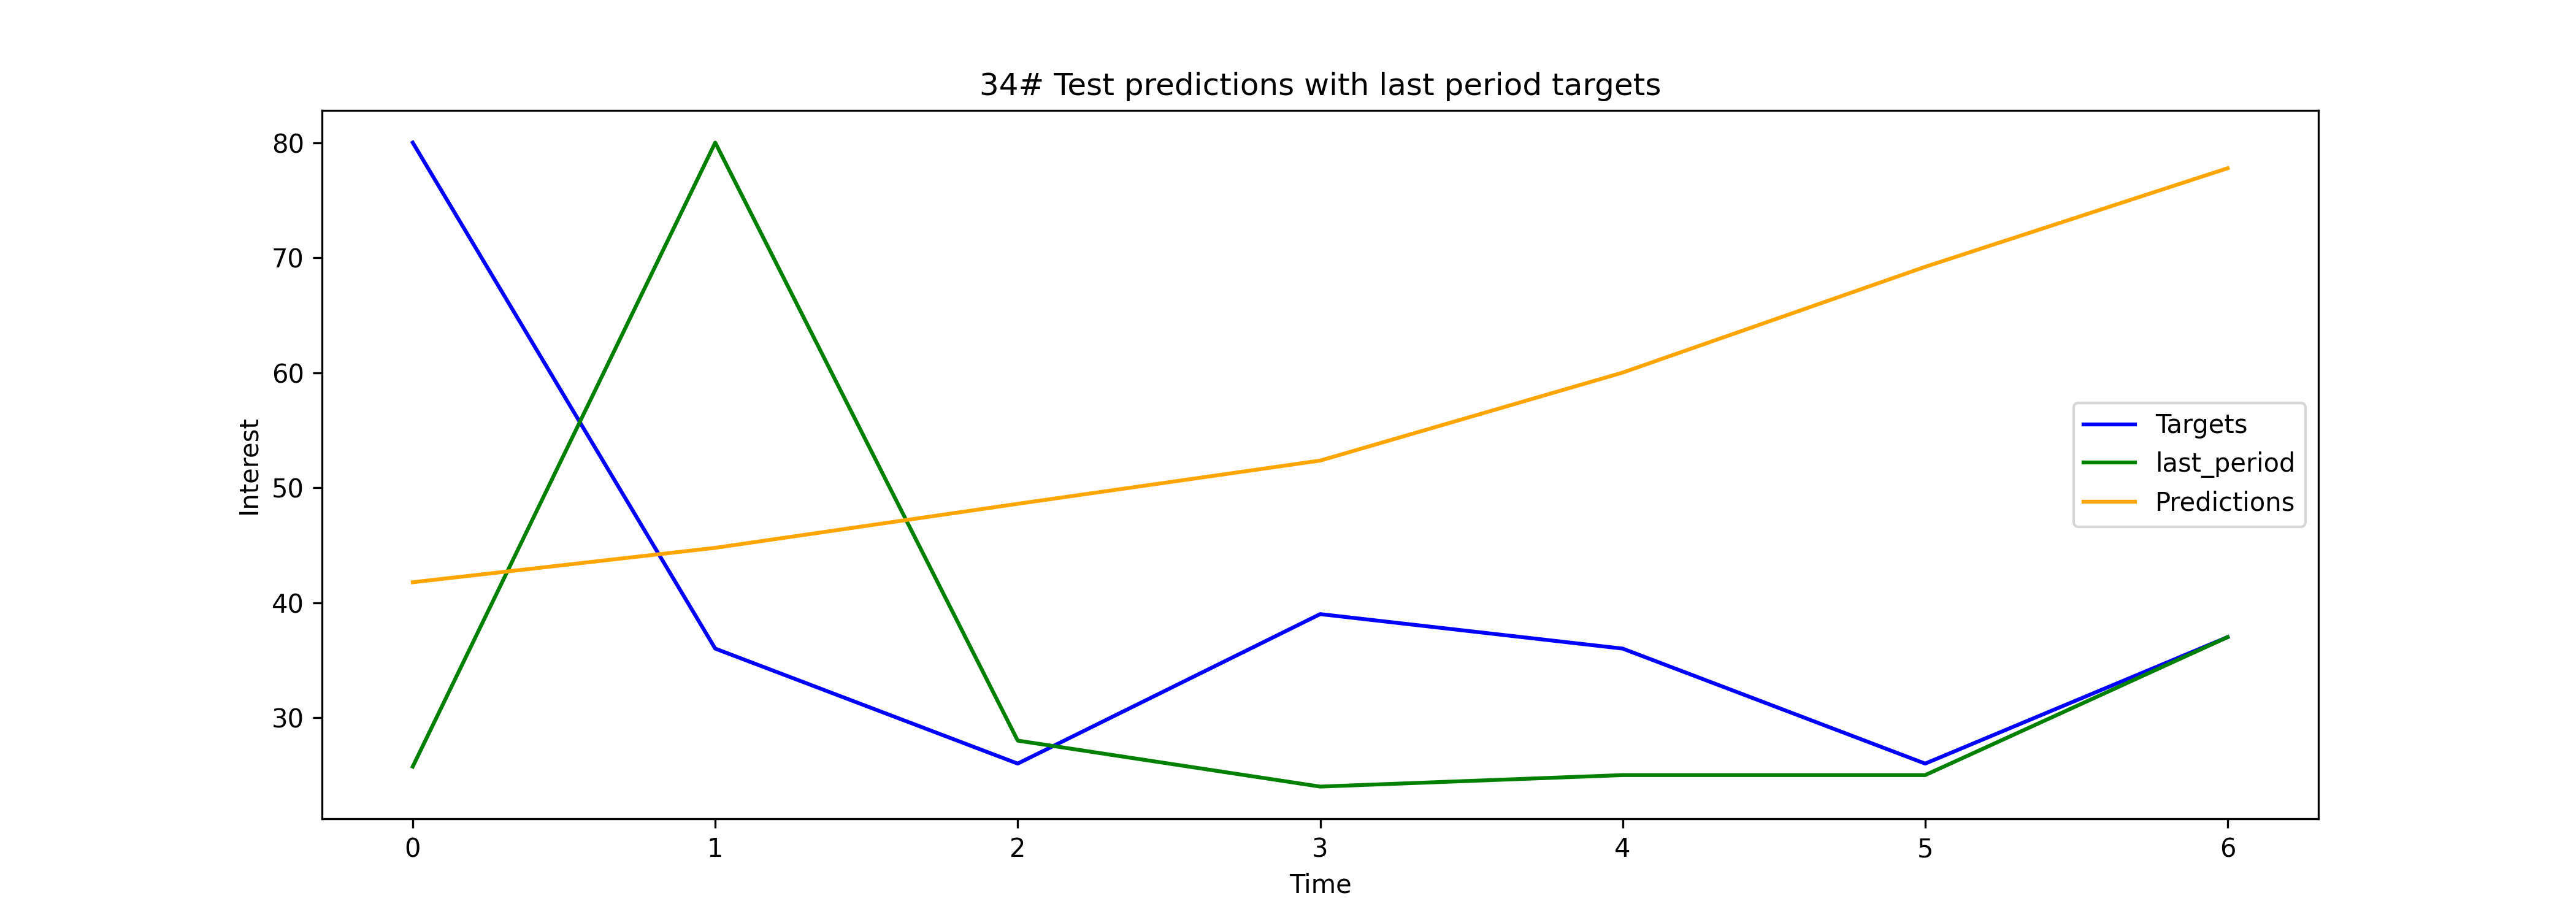 34# Test predictions with last period targets
80
70
60
50
40
30
Interest
Targets
last_period
Predictions
0 1 2 3 4 5 6
Time